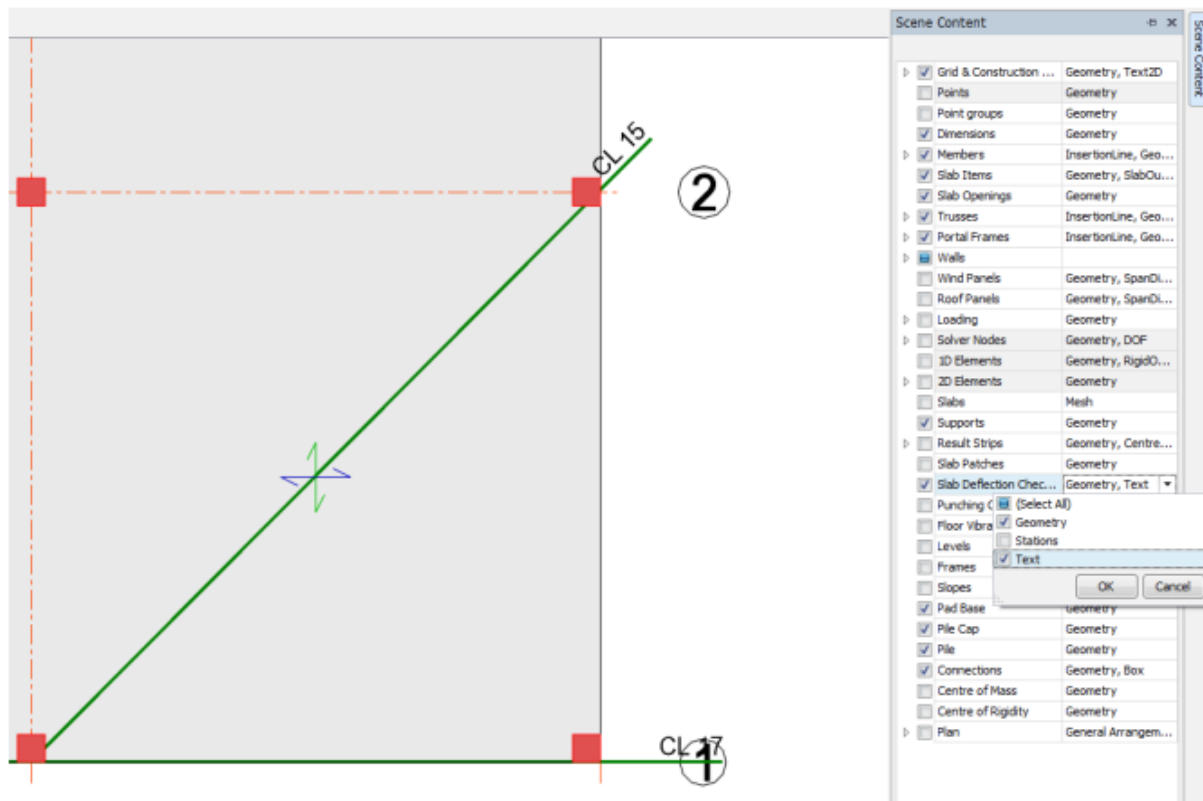 Scene Content
Scene Content
Grid & Construction ... Geometry, Text2D
Points Geometry
Point groups Geometry
Dimensions Geometry
Members InsertionLine, Geo...
Slab Items Geometry, SlabOu...
Slab Openings Geometry
Trusses InsertionLine, Geo...
Portal Frames InsertionLine, Geo...
Walls
Wind Panels Geometry, SpanDi...
Roof Panels Geometry, SpanDi...
Loading Geometry
Solver Nodes Geometry, DOF
1D Elements Geometry, RigidO...
2D Elements Geometry
Slabs Mesh
Supports Geometry
Result Strips Geometry, Centre...
Slab Patches Geometry
Slab Deflection Chec... Geometry, Text
Punching C
(Select All)
Floor Vibra
Geometry
Levels
Stations
Frames
Text
Slopes
OK Cancel
Pad Base Geometry
Pile Cap Geometry
Pile Geometry
Connections Geometry, Box
Centre of Mass Geometry
Centre of Rigidity Geometry
Plan General Arrangem...
CL 15
2
CL 17
1